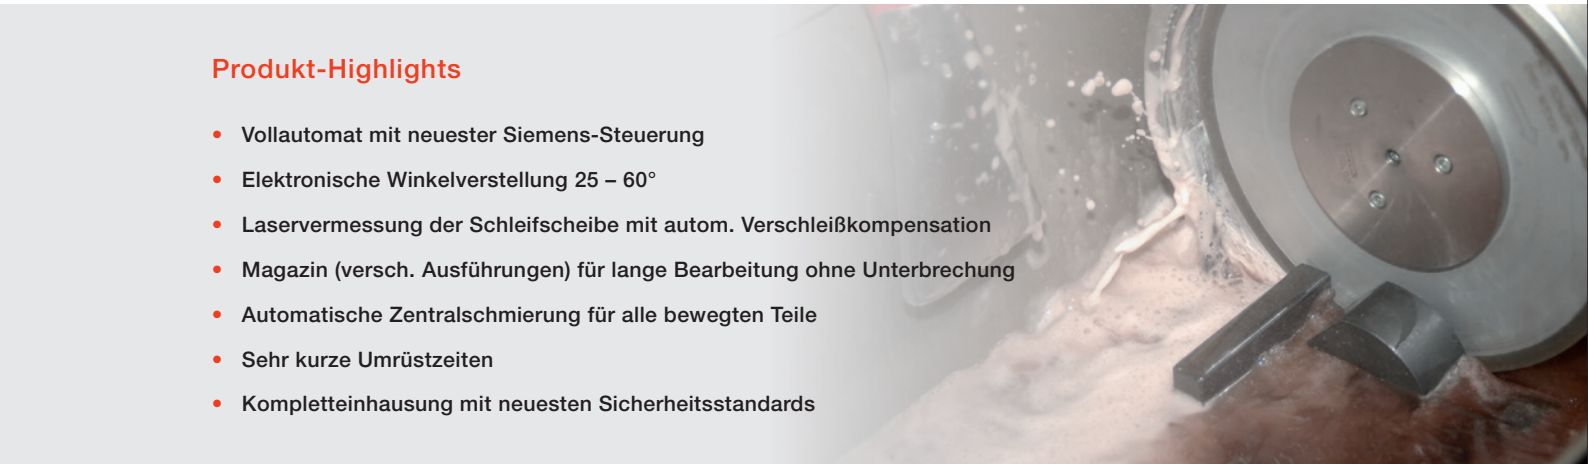 Produkt-Highlights
• Vollautomat mit neuester Siemens-Steuerung
• Elektronische Winkelverstellung 25 – 60°
• Laservermessung der Schleifscheibe mit autom. Verschleißkompensation
• Magazin (versch. Ausführungen) für lange Bearbeitung ohne Unterbrechung
• Automatische Zentralschmierung für alle bewegten Teile
• Sehr kurze Umrüstzeiten
• Kompletteinhausung mit neuesten Sicherheitsstandards